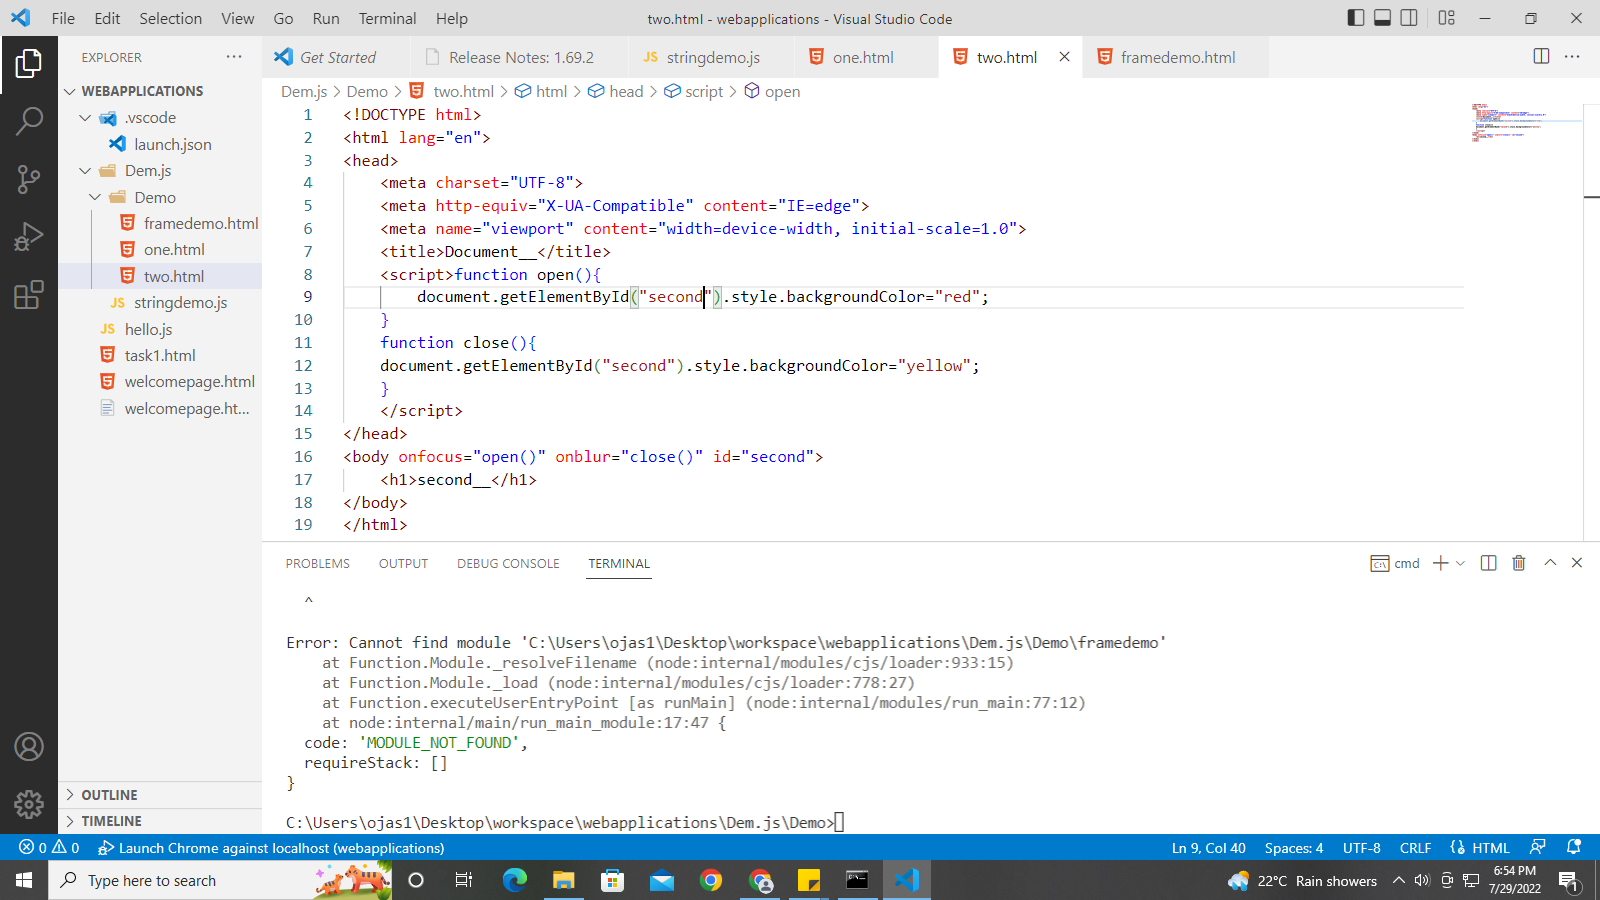 File Edit Selection View Go Run Terminal Help
two.html - webapplications - Visual Studio Code
EXPLORER
Get Started
Release Notes: 1.69.2
JS stringdemo.js
one.html
two.html
framedemo.html
WEBAPPLICATIONS
.vscode
launch.json
Dem.js
Demo
framedemo.html
one.html
two.html
JS stringdemo.js
JS hello.js
task1.html
welcomepage.html
welcomepage.ht...
OUTLINE
TIMELINE
Dem.js > Demo > two.html > html > head > script > open
1 <!DOCTYPE html>
2 <html lang="en">
3 <head>
4 <meta charset="UTF-8">
5 <meta http-equiv="X-UA-Compatible" content="IE=edge">
6 <meta name="viewport" content="width=device-width, initial-scale=1.0">
7 <title>Document__</title>
8 <script>function open(){
9 document.getElementById("second").style.backgroundColor="red";
10 }
11 function close(){
12 document.getElementById("second").style.backgroundColor="yellow";
13 }
14 </script>
15 </head>
16 <body onfocus="open()" onblur="close()" id="second">
17 <h1>second__</h1>
18 </body>
19 </html>
PROBLEMS OUTPUT DEBUG CONSOLE TERMINAL
cmd
^
Error: Cannot find module 'C:\Users\ojas1\Desktop\workspace\webapplications\Dem.js\Demo\framedemo'
at Function.Module._resolveFilename (node:internal/modules/cjs/loader:933:15)
at Function.Module._load (node:internal/modules/cjs/loader:778:27)
at Function.executeUserEntryPoint [as runMain] (node:internal/modules/run_main:77:12)
at node:internal/main/run_main_module:17:47 {
code: 'MODULE_NOT_FOUND',
requireStack: []
}
C:\Users\ojas1\Desktop\workspace\webapplications\Dem.js\Demo>
0 0 Launch Chrome against localhost (webapplications)
Ln 9, Col 40 Spaces: 4 UTF-8 CRLF HTML
Type here to search
22°C Rain showers
6:54 PM
7/29/2022
1